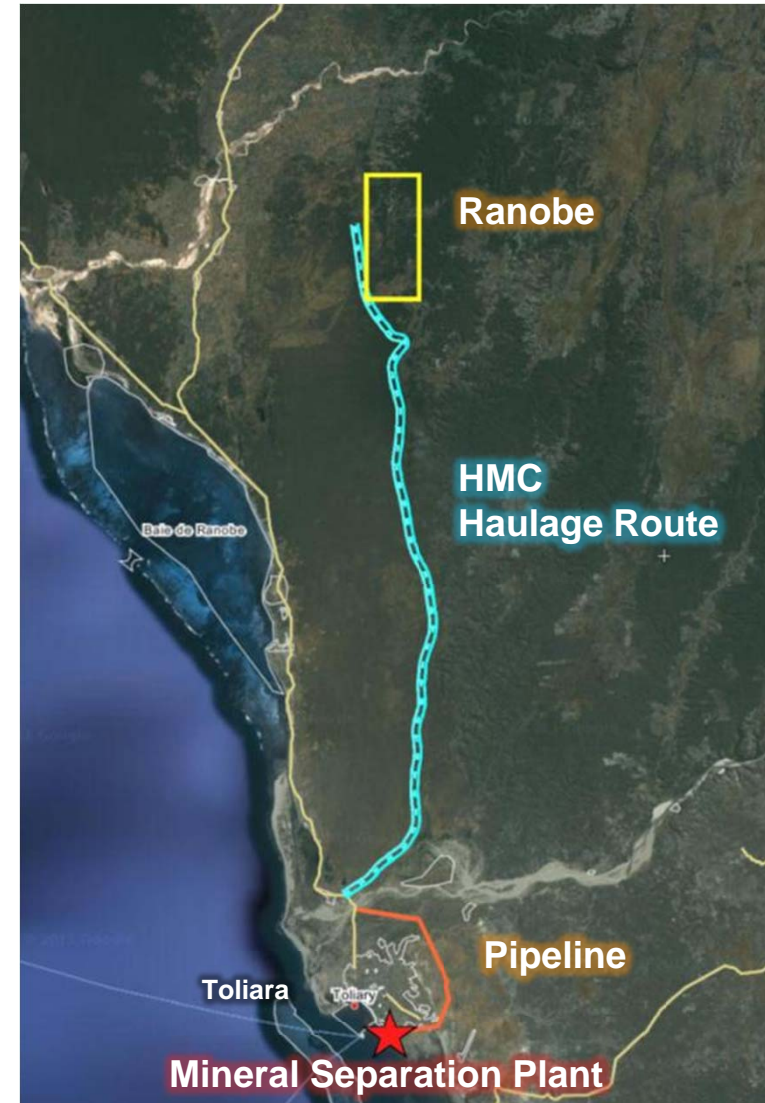 Ranobe
HMC
Haulage Route
Baie de Ranobe
Pipeline
Toliara
Toliary
Mineral Separation Plant